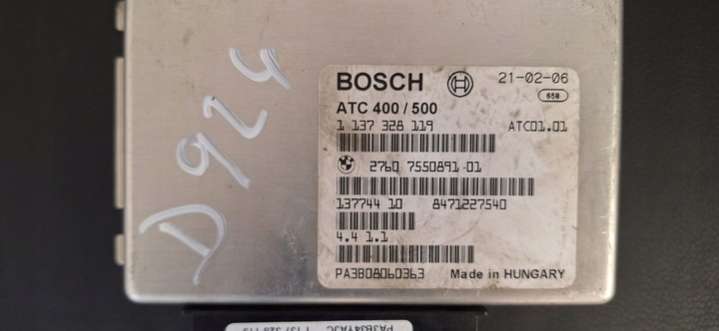 D924
BOSCH 21-02-06
658
ATC 400 / 500
1 137 328 119 ATC01.01
2760 7550891 01
137744 10 8471227540
4.4 1.1
PA3B08060363 Made in HUNGARY